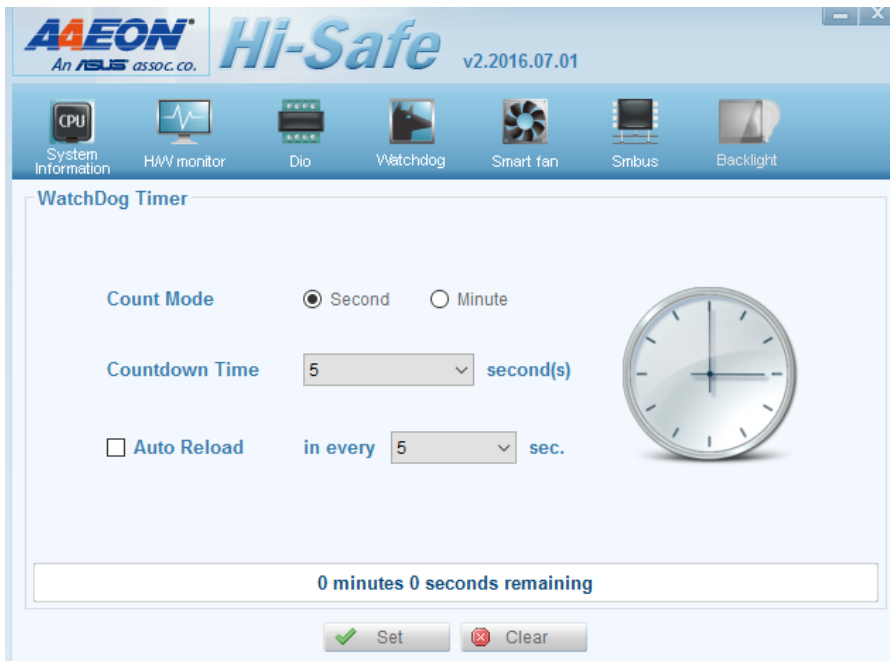 AAEON
An ASUS assoc. co.
Hi-Safe v2.2016.07.01
CPU
System Information
H/W monitor
Dio
Watchdog
Smart fan
Smbus
Backlight
WatchDog Timer
Count Mode Second Minute
Countdown Time 5 second(s)
Auto Reload in every 5 sec.
0 minutes 0 seconds remaining
Set Clear